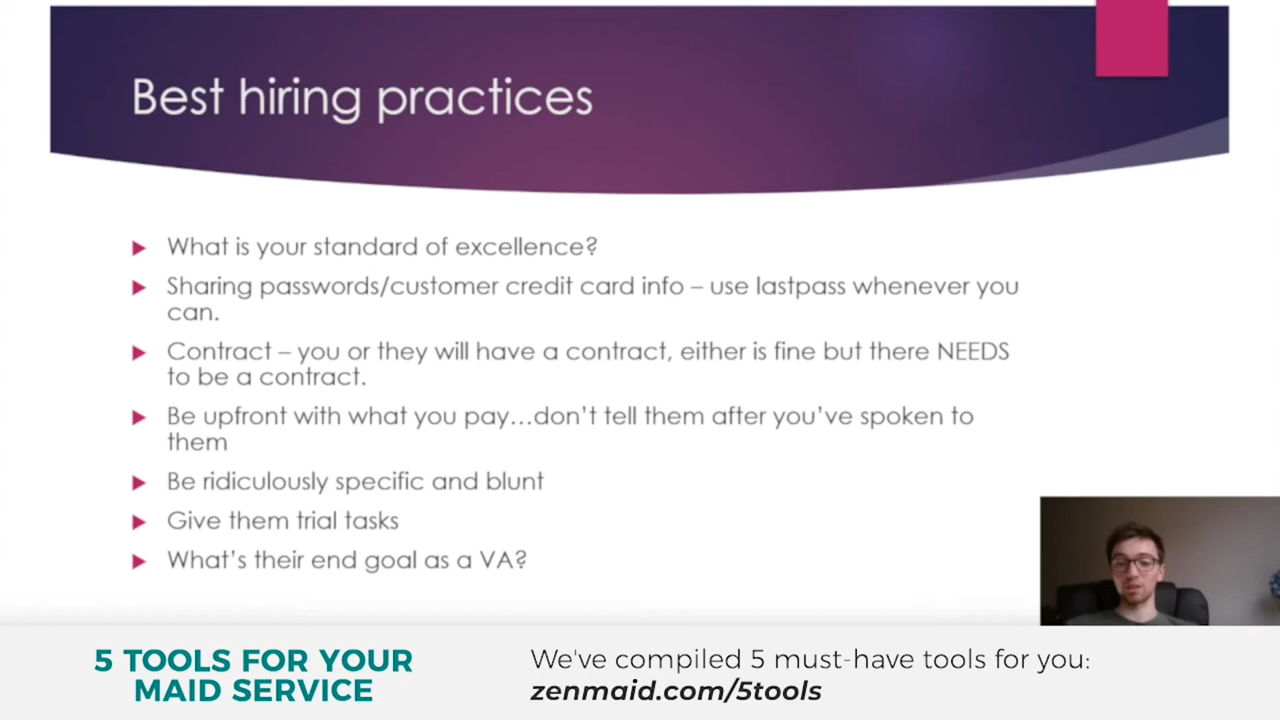 Best hiring practices
What is your standard of excellence?
Sharing passwords/customer credit card info – use lastpass whenever you
can.
Contract – you or they will have a contract, either is fine but there NEEDS
to be a contract.
Be upfront with what you pay…don't tell them after you've spoken to
them
Be ridiculously specific and blunt
Give them trial tasks
What's their end goal as a VA?
5 TOOLS FOR YOUR
MAID SERVICE
We've compiled 5 must-have tools for you:
zenmaid.com/5tools